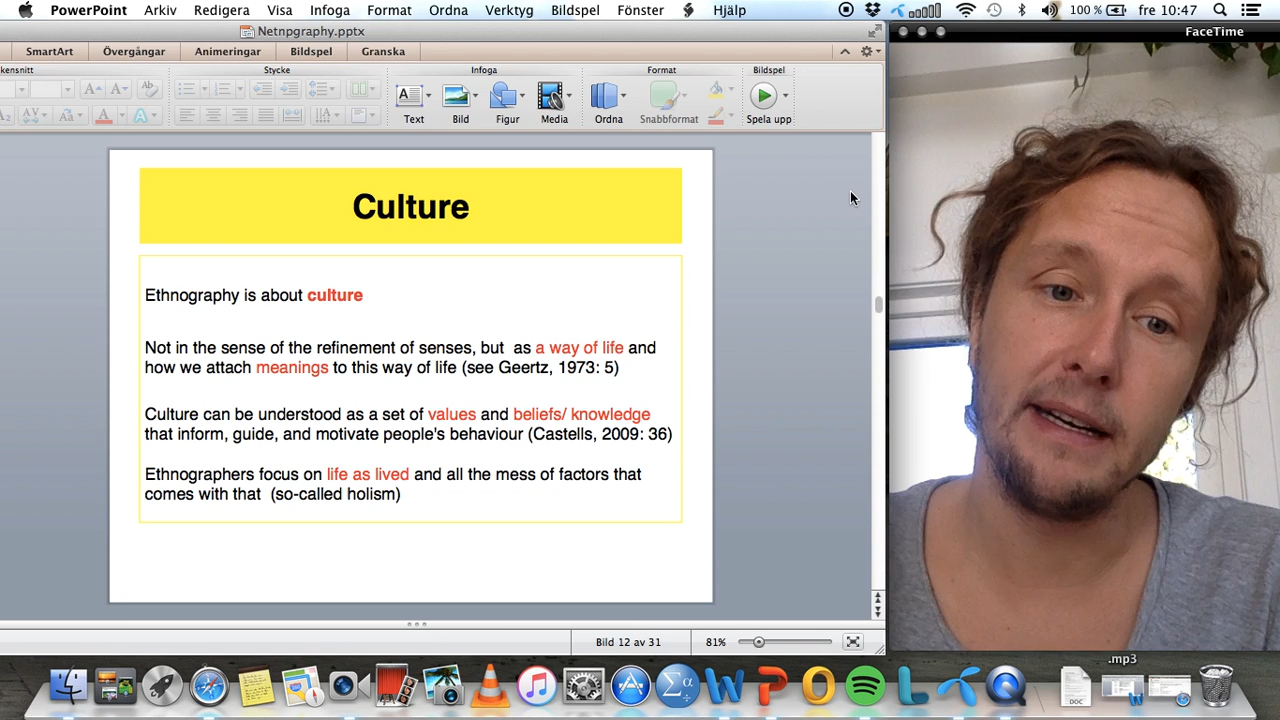 PowerPoint Arkiv Redigera Visa Infoga Format Ordna Verktyg Bildspel Fönster Hjälp 100 % fre 10:47
Netnpgraphy.pptx
FaceTime
SmartArt Övergångar Animeringar Bildspel Granska
kensnitt Stycke Infoga Format Bildspel
Text Bild Figur Media Ordna Snabbformat Spela upp
Culture
Ethnography is about culture
Not in the sense of the refinement of senses, but as a way of life and
how we attach meanings to this way of life (see Geertz, 1973: 5)
Culture can be understood as a set of values and beliefs/ knowledge
that inform, guide, and motivate people's behaviour (Castells, 2009: 36)
Ethnographers focus on life as lived and all the mess of factors that
comes with that (so-called holism)
Bild 12 av 31 81%
.mp3
DOC